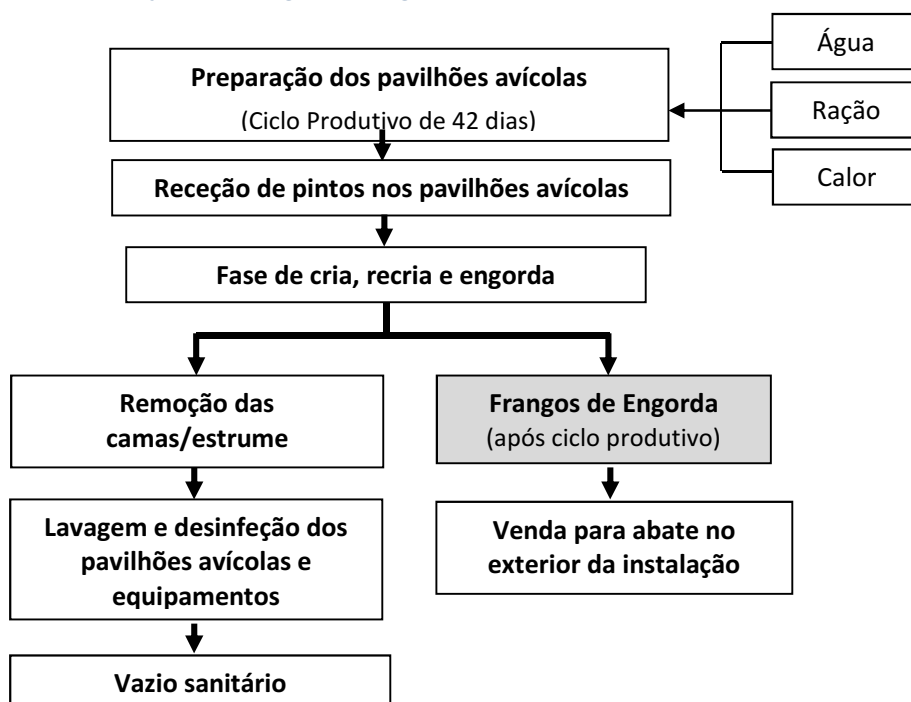 Preparação dos pavilhões avícolas
(Ciclo Produtivo de 42 dias)
Água
Ração
Calor
Receção de pintos nos pavilhões avícolas
Fase de cria, recria e engorda
Remoção das
camas/estrume
Frangos de Engorda
(após ciclo produtivo)
Lavagem e desinfeção dos
pavilhões avícolas e
equipamentos
Venda para abate no
exterior da instalação
Vazio sanitário